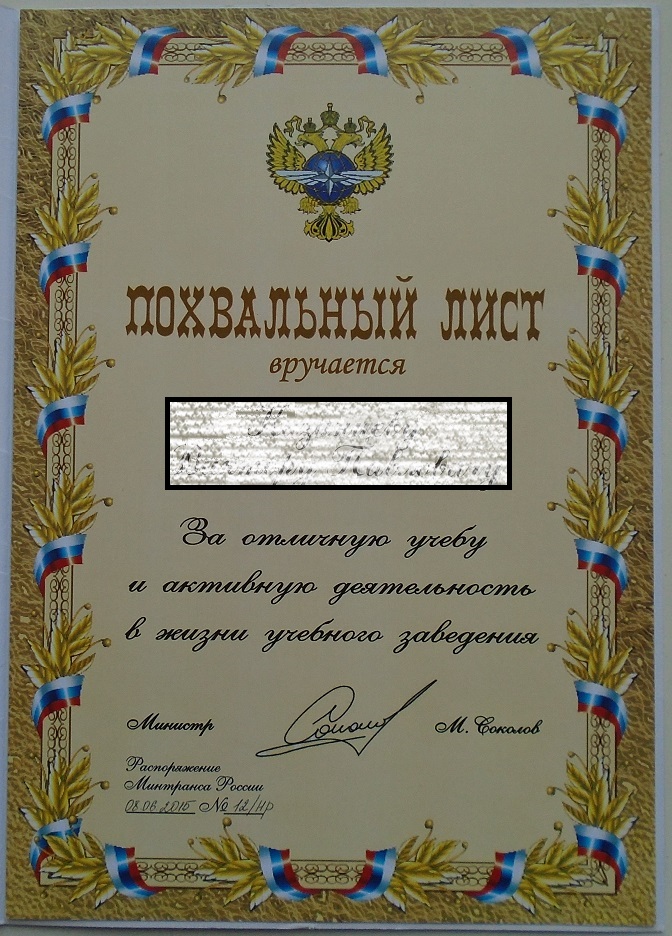 ПОХВАЛЬНЫЙ ЛИСТ
вручается
За отличную учебу
и активную деятельность
в жизни учебного заведения
Министр М. Соколов
Распоряжение
Минтранса России
08.06.2015 № 12/нр